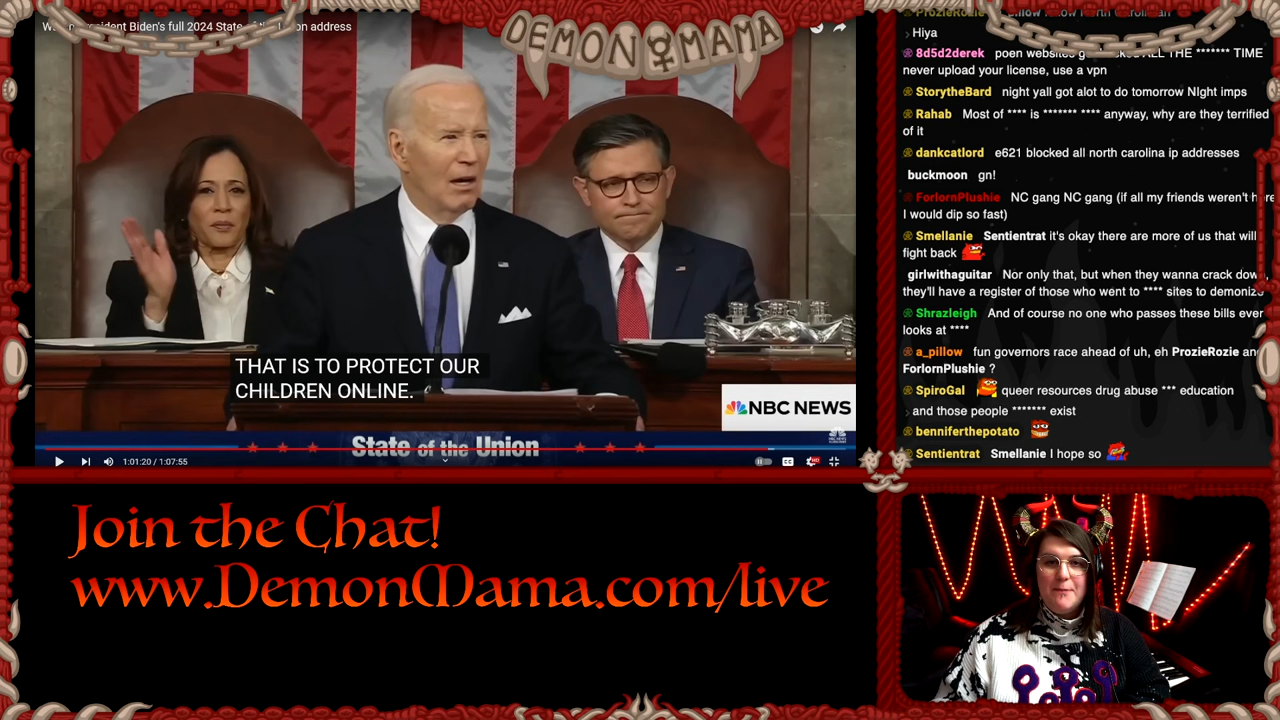 DEMON MAMA
THAT IS TO PROTECT OUR
CHILDREN ONLINE.
NBC NEWS
State of the Union
1:01:20 / 1:07:55
Hiya
8d5d2derek ALL THE ******* TIME
never upload your license, use a vpn
StorytheBard night yall got alot to do tomorrow NIght imps
Rahab Most of **** is ******* **** anyway, why are they terrified
of it
dankcatlord e621 blocked all north carolina ip addresses
buckmoon gn!
ForlornPlushie NC gang NC gang (if all my friends weren't here
I would dip so fast)
Smellanie Sentientrat it's okay there are more of us that will
fight back
girlwithaguitar Nor only that, but when they wanna crack down,
they'll have a register of those who went to **** sites to demonize
Shrazleigh And of course no one who passes these bills ever
looks at ****
a_pillow fun governors race ahead of uh, eh ProzieRozie and
ForlornPlushie ?
SpiroGal queer resources drug abuse *** education
and those people ******* exist
benniferthepotato
Sentientrat Smellanie I hope so
Join the Chat!
www.DemonMama.com/live